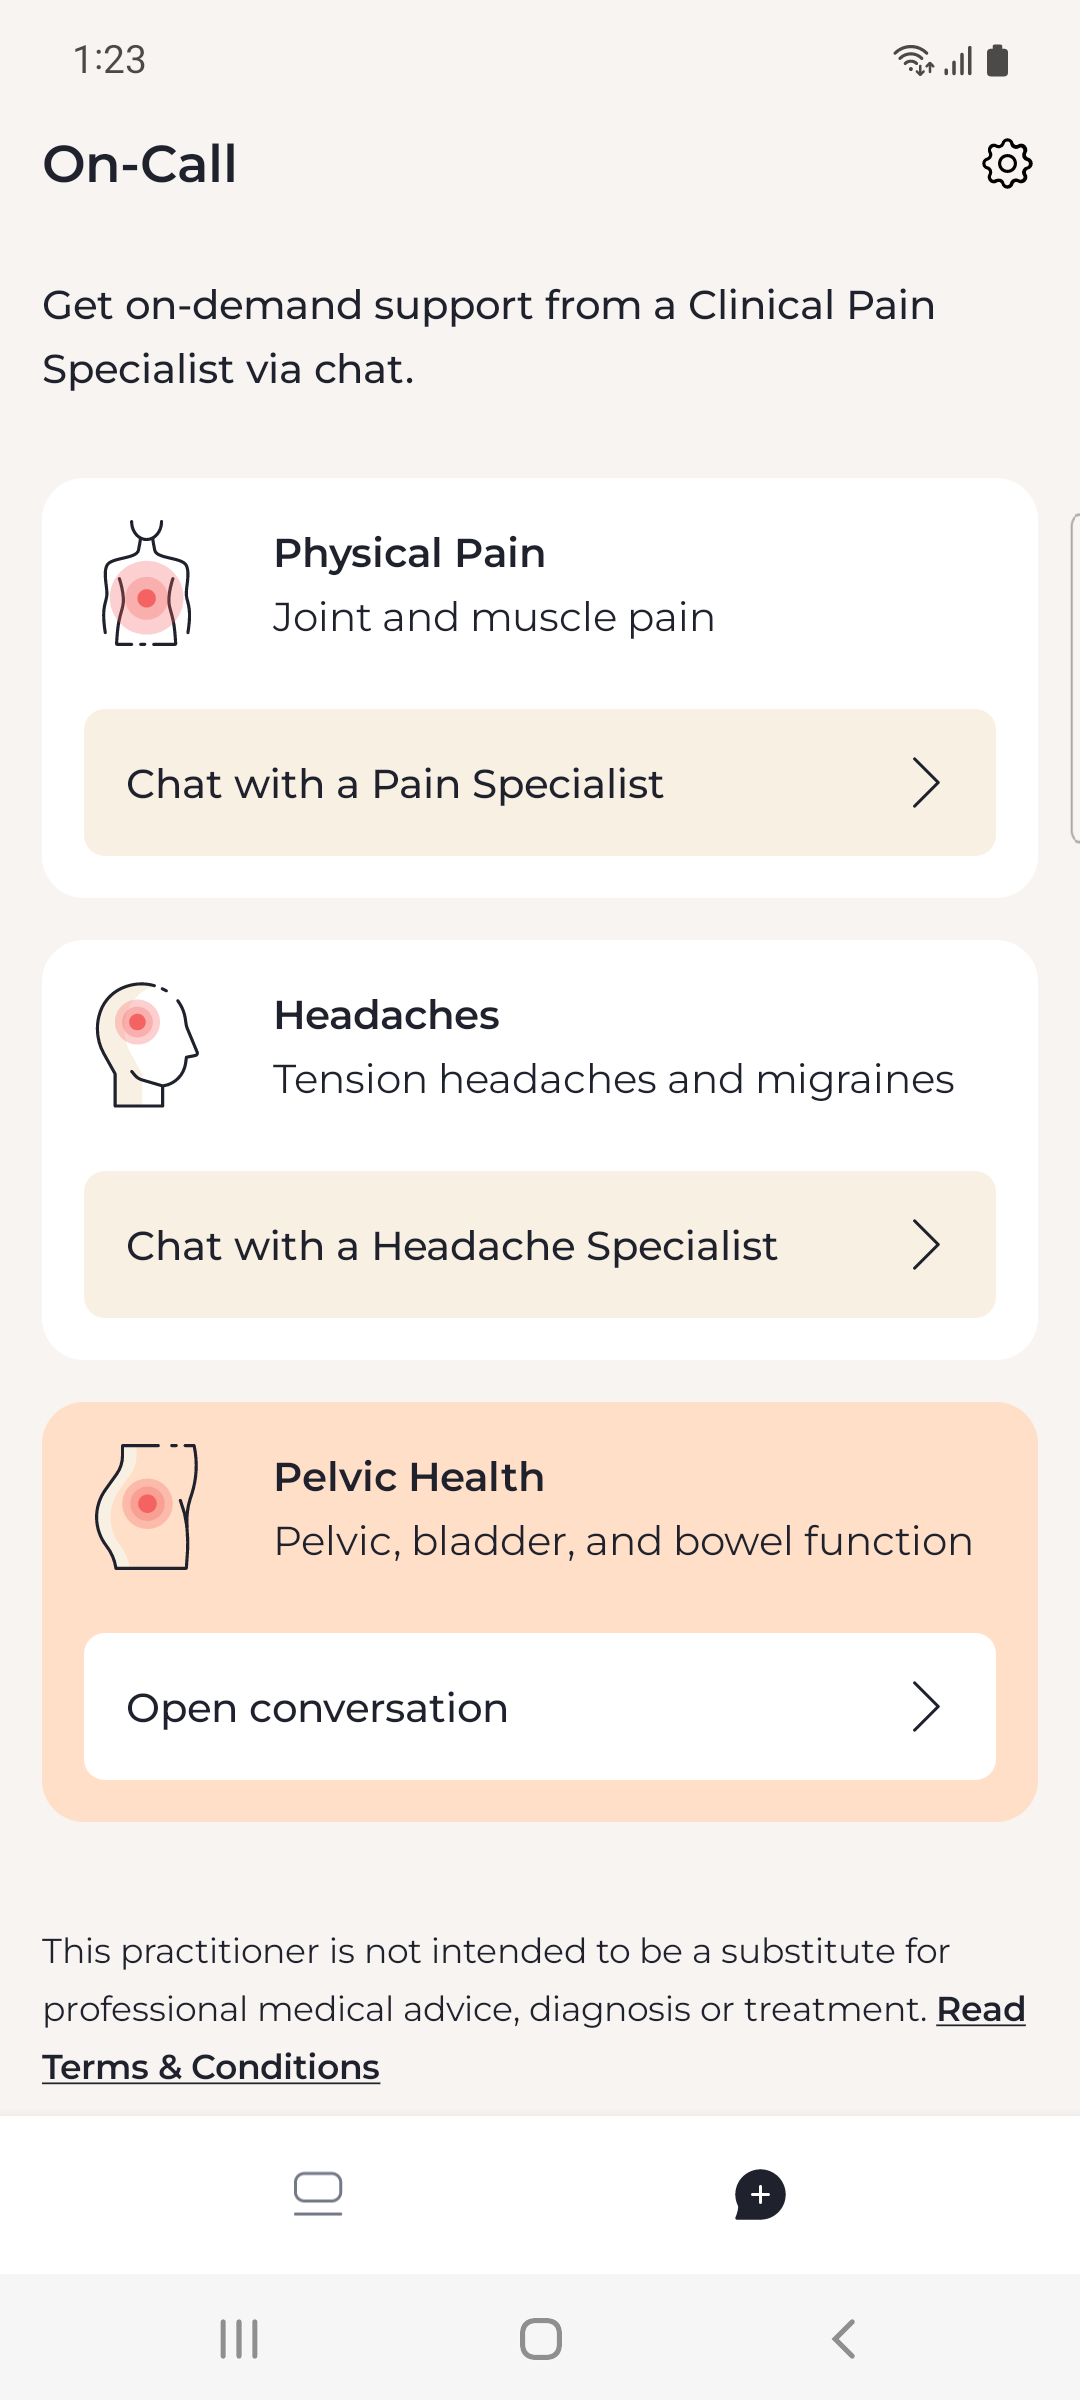 1:23
On-Call
Get on-demand support from a Clinical Pain
Specialist via chat.
Physical Pain
Joint and muscle pain
Chat with a Pain Specialist
Headaches
Tension headaches and migraines
Chat with a Headache Specialist
Pelvic Health
Pelvic, bladder, and bowel function
Open conversation
This practitioner is not intended to be a substitute for
professional medical advice, diagnosis or treatment. Read
Terms & Conditions